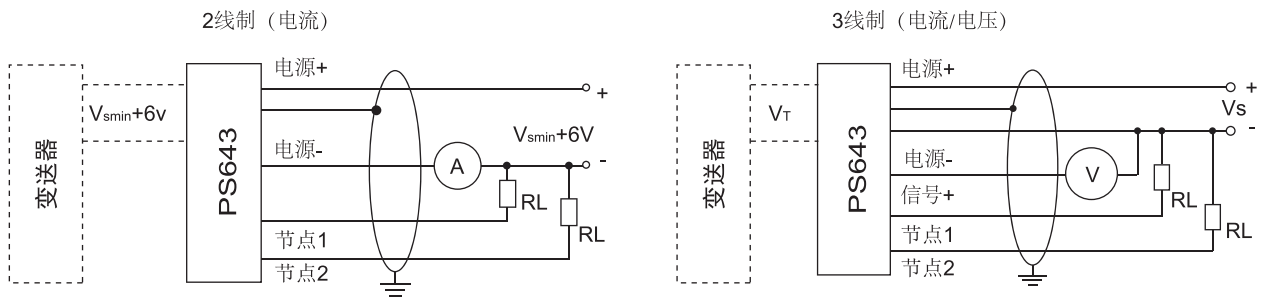 2线制（电流）
变送器
Vsmin+6v
PS643
电源+
电源-
节点1
节点2
A
RL
RL
+
Vsmin+6V
-
3线制（电流/电压）
变送器
VT
PS643
电源+
电源-
信号+
节点1
节点2
V
RL
RL
+
Vs
-